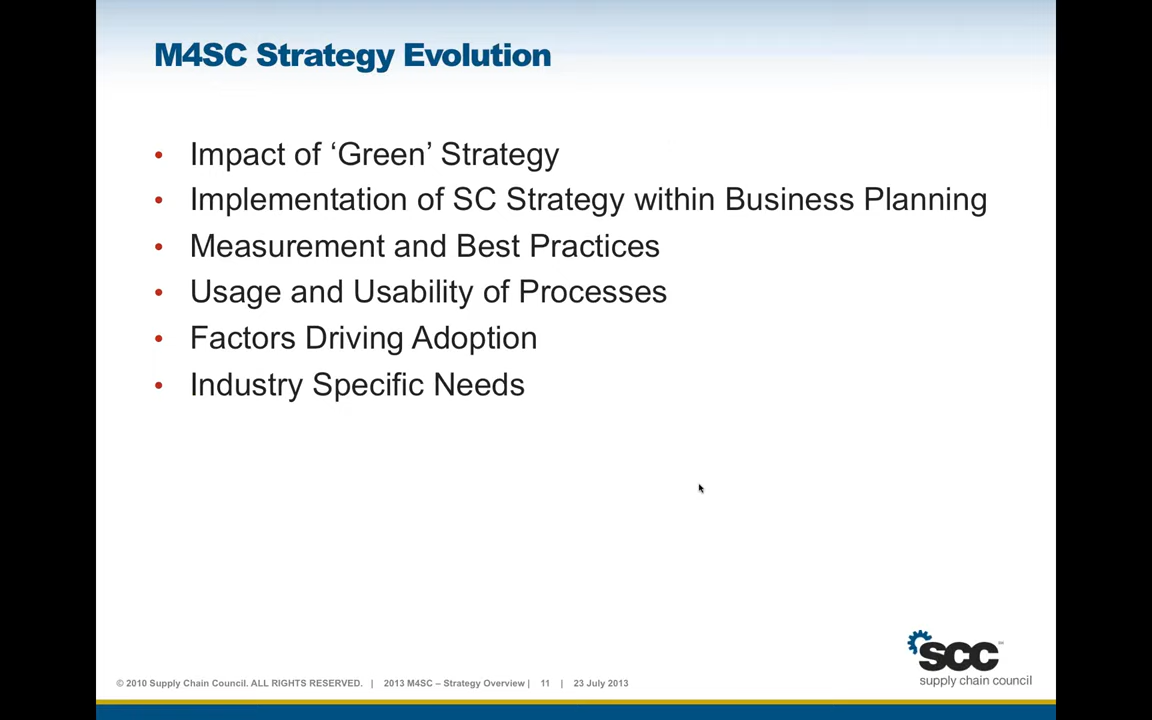 M4SC Strategy Evolution
• Impact of ‘Green’ Strategy
• Implementation of SC Strategy within Business Planning
• Measurement and Best Practices
• Usage and Usability of Processes
• Factors Driving Adoption
• Industry Specific Needs
SCC
supply chain council
© 2010 Supply Chain Council. ALL RIGHTS RESERVED. | 2013 M4SC – Strategy Overview | 11 | 23 July 2013